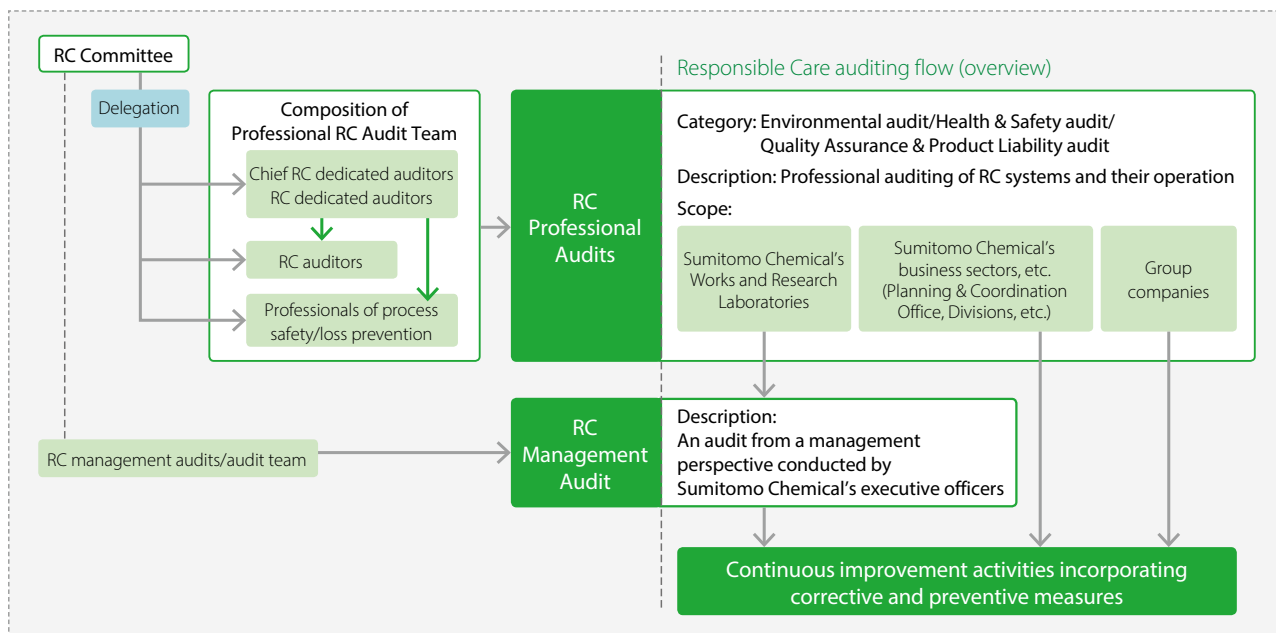 RC Committee
Delegation
Composition of
Professional RC Audit Team
Chief RC dedicated auditors
RC dedicated auditors
RC auditors
Professionals of process
safety/loss prevention
RC management audits/audit team
Responsible Care auditing flow (overview)
RC
Professional
Audits
Category: Environmental audit/Health & Safety audit/
Quality Assurance & Product Liability audit
Description: Professional auditing of RC systems and their operation
Scope:
Sumitomo Chemical’s
Works and Research
Laboratories
Sumitomo Chemical’s
business sectors, etc.
(Planning & Coordination
Office, Divisions, etc.)
Group
companies
RC
Management
Audit
Description:
An audit from a management
perspective conducted by
Sumitomo Chemical’s executive officers
Continuous improvement activities incorporating
corrective and preventive measures